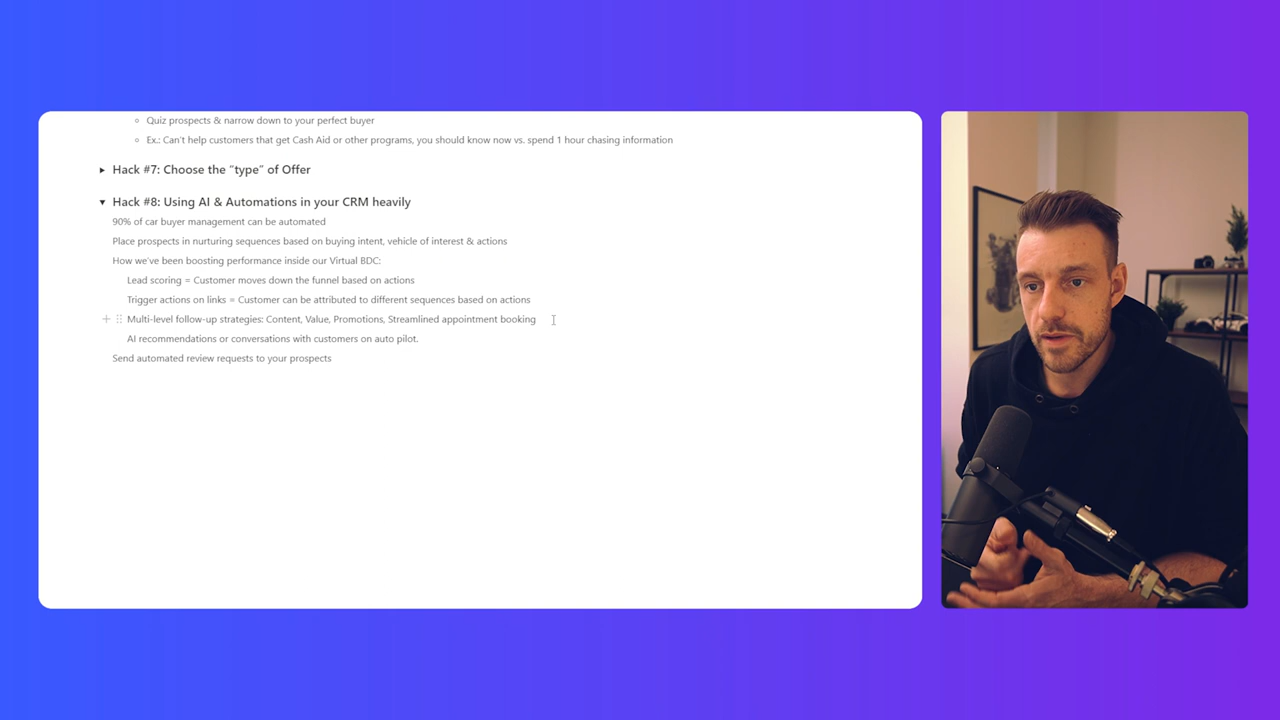 Quiz prospects & narrow down to your perfect buyer
Ex.: Can't help customers that get Cash Aid or other programs, you should know now vs. spend 1 hour chasing information
Hack #7: Choose the “type” of Offer
Hack #8: Using AI & Automations in your CRM heavily
90% of car buyer management can be automated
Place prospects in nurturing sequences based on buying intent, vehicle of interest & actions
How we've been boosting performance inside our Virtual BDC:
Lead scoring = Customer moves down the funnel based on actions
Trigger actions on links = Customer can be attributed to different sequences based on actions
Multi-level follow-up strategies: Content, Value, Promotions, Streamlined appointment booking
AI recommendations or conversations with customers on auto pilot.
Send automated review requests to your prospects